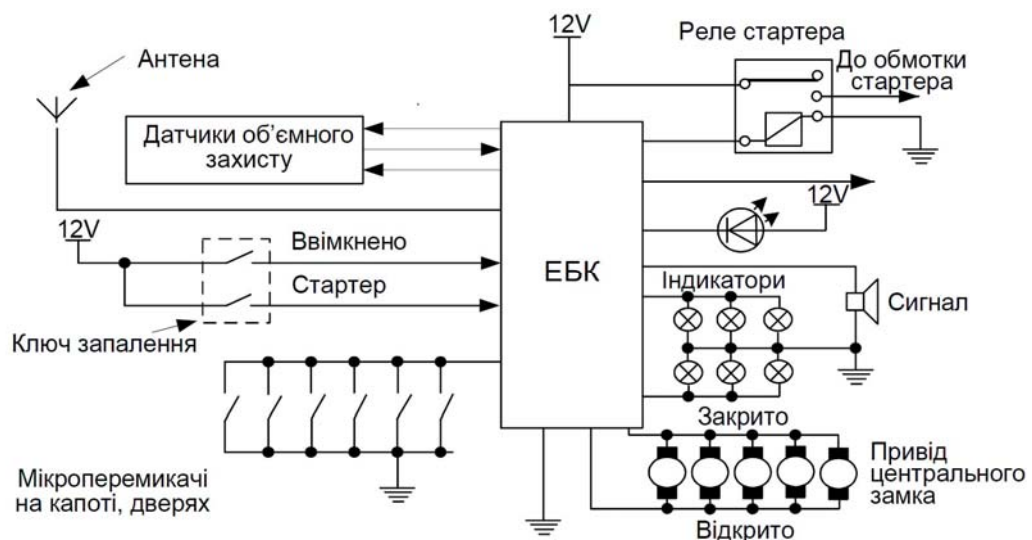 12V
Реле стартера
Антена
До обмотки
стартера
Датчики об’ємного
захисту
12V
12V
Ввімкнено
ЕБК
Стартер
Індикатори
Сигнал
Ключ запалення
Закрито
Мікроперемикачі
на капоті, дверях
Привід
центрального
замка
Відкрито